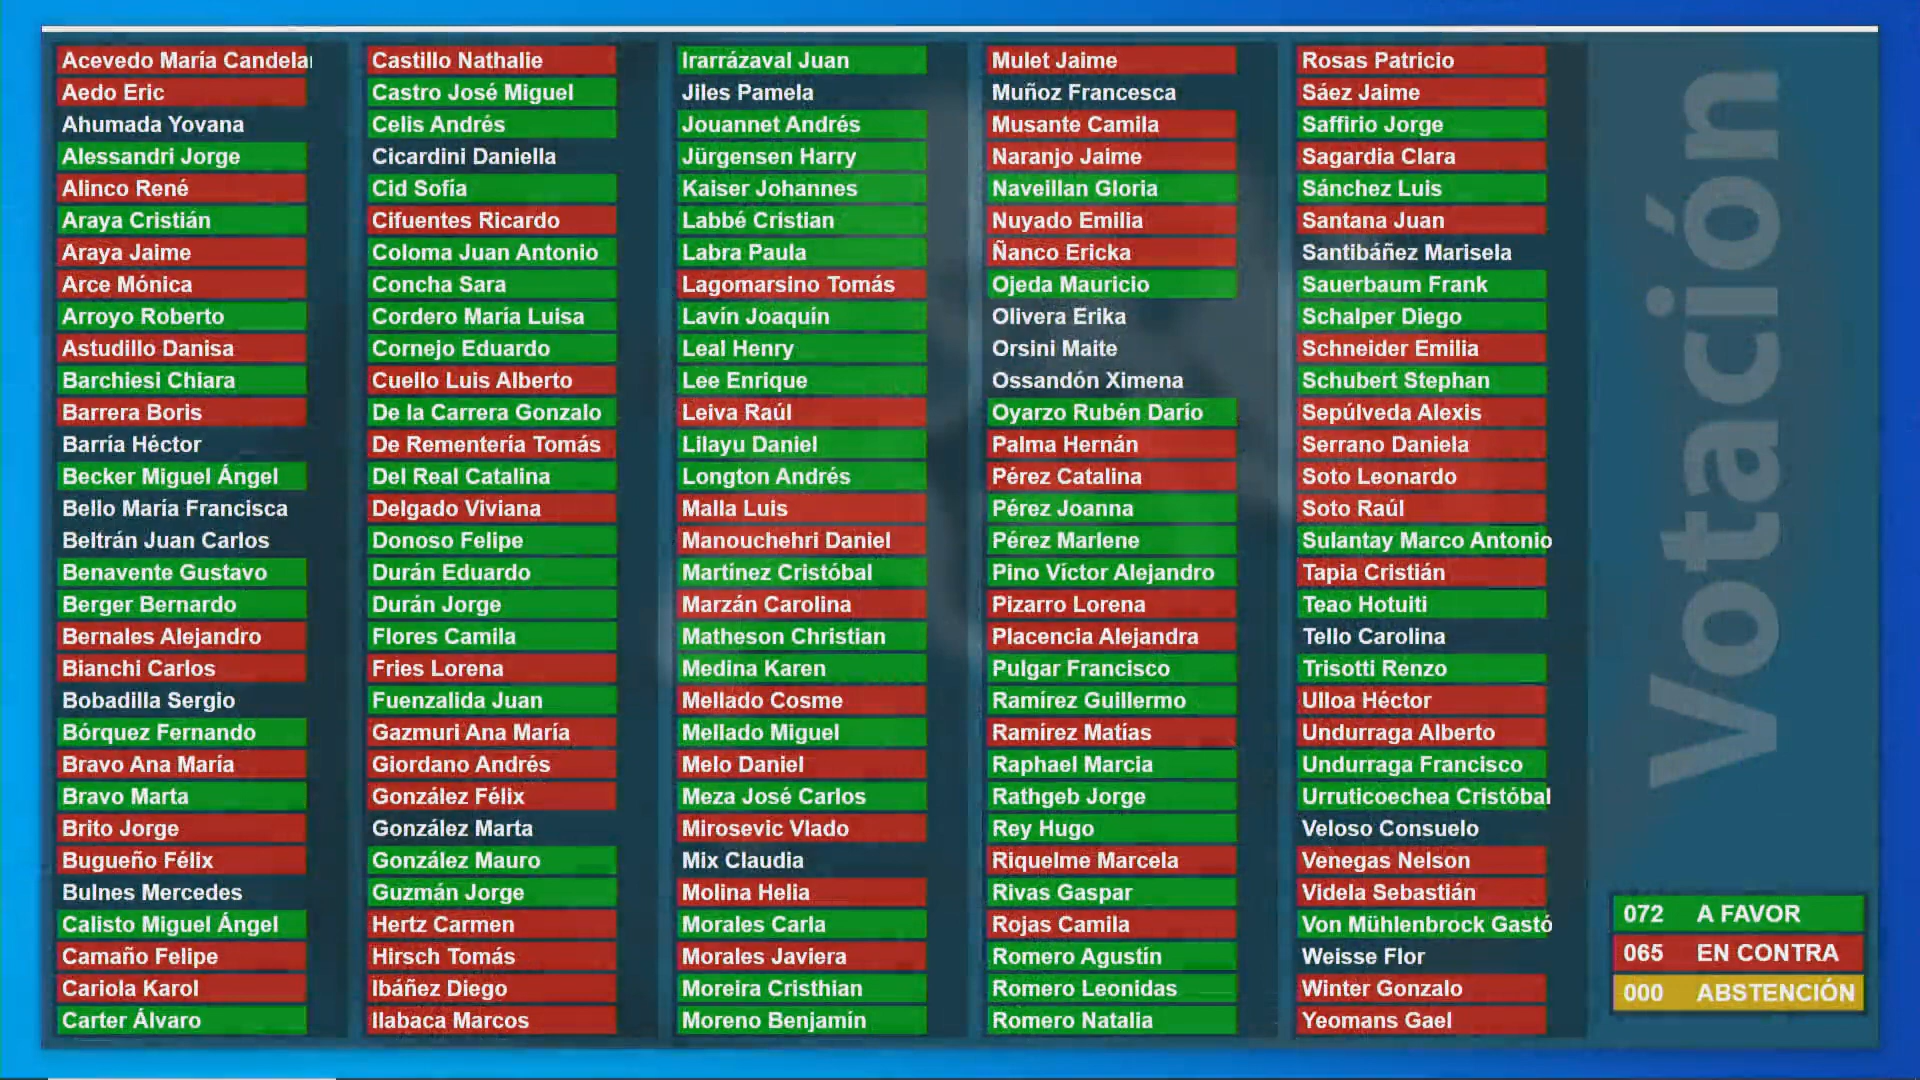 Acevedo María Candelar
Aedo Eric
Ahumada Yovana
Alessandri Jorge
Alinco René
Araya Cristián
Araya Jaime
Arce Mónica
Arroyo Roberto
Astudillo Danisa
Barchiesi Chiara
Barrera Boris
Barría Héctor
Becker Miguel Ángel
Bello María Francisca
Beltrán Juan Carlos
Benavente Gustavo
Berger Bernardo
Bernales Alejandro
Bianchi Carlos
Bobadilla Sergio
Bórquez Fernando
Bravo Ana María
Bravo Marta
Brito Jorge
Bugueño Félix
Bulnes Mercedes
Calisto Miguel Ángel
Camaño Felipe
Cariola Karol
Carter Álvaro
Castillo Nathalie
Castro José Miguel
Celis Andrés
Cicardini Daniella
Cid Sofía
Cifuentes Ricardo
Coloma Juan Antonio
Concha Sara
Cordero María Luisa
Cornejo Eduardo
Cuello Luis Alberto
De la Carrera Gonzalo
De Rementería Tomás
Del Real Catalina
Delgado Viviana
Donoso Felipe
Durán Eduardo
Durán Jorge
Flores Camila
Fries Lorena
Fuenzalida Juan
Gazmuri Ana María
Giordano Andrés
González Félix
González Marta
González Mauro
Guzmán Jorge
Hertz Carmen
Hirsch Tomás
Ibáñez Diego
Ilabaca Marcos
Irarrázaval Juan
Jiles Pamela
Jouannet Andrés
Jürgensen Harry
Kaiser Johannes
Labbé Cristian
Labra Paula
Lagomarsino Tomás
Lavín Joaquín
Leal Henry
Lee Enrique
Leiva Raúl
Lilayu Daniel
Longton Andrés
Malla Luis
Manouchehri Daniel
Martínez Cristóbal
Marzán Carolina
Matheson Christian
Medina Karen
Mellado Cosme
Mellado Miguel
Melo Daniel
Meza José Carlos
Mirosevic Vlado
Mix Claudia
Molina Helia
Morales Carla
Morales Javiera
Moreira Cristhian
Moreno Benjamín
Mulet Jaime
Muñoz Francesca
Musante Camila
Naranjo Jaime
Naveillan Gloria
Nuyado Emilia
Ñanco Ericka
Ojeda Mauricio
Olivera Erika
Orsini Maite
Ossandón Ximena
Oyarzo Rubén Darío
Palma Hernán
Pérez Catalina
Pérez Joanna
Pérez Marlene
Pino Víctor Alejandro
Pizarro Lorena
Placencia Alejandra
Pulgar Francisco
Ramírez Guillermo
Ramírez Matías
Raphael Marcia
Rathgeb Jorge
Rey Hugo
Riquelme Marcela
Rivas Gaspar
Rojas Camila
Romero Agustín
Romero Leonidas
Romero Natalia
Rosas Patricio
Sáez Jaime
Saffirio Jorge
Sagardia Clara
Sánchez Luis
Santana Juan
Santibáñez Marisela
Sauerbaum Frank
Schalper Diego
Schneider Emilia
Schubert Stephan
Sepúlveda Alexis
Serrano Daniela
Soto Leonardo
Soto Raúl
Sulantay Marco Antonio
Tapia Cristián
Teao Hotuiti
Tello Carolina
Trisotti Renzo
Ulloa Héctor
Undurraga Alberto
Undurraga Francisco
Urruticoechea Cristóbal
Veloso Consuelo
Venegas Nelson
Videla Sebastián
Von Mühlenbrock Gastó
Weisse Flor
Winter Gonzalo
Yeomans Gael
Votación
072 A FAVOR
065 EN CONTRA
000 ABSTENCIÓN